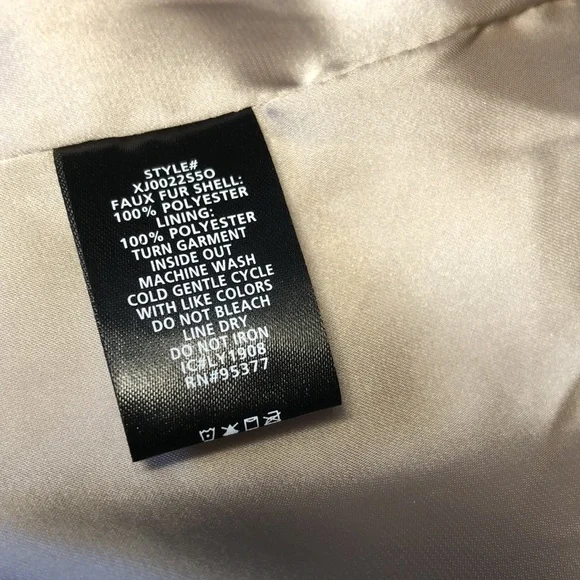 STYLE#
XJ0022S5O
FAUX FUR SHELL:
100% POLYESTER
LINING:
100% POLYESTER
TURN GARMENT
INSIDE OUT
MACHINE WASH
COLD GENTLE CYCLE
WITH LIKE COLORS
DO NOT BLEACH
LINE DRY
DO NOT IRON
IC#LY1908
RN#95377